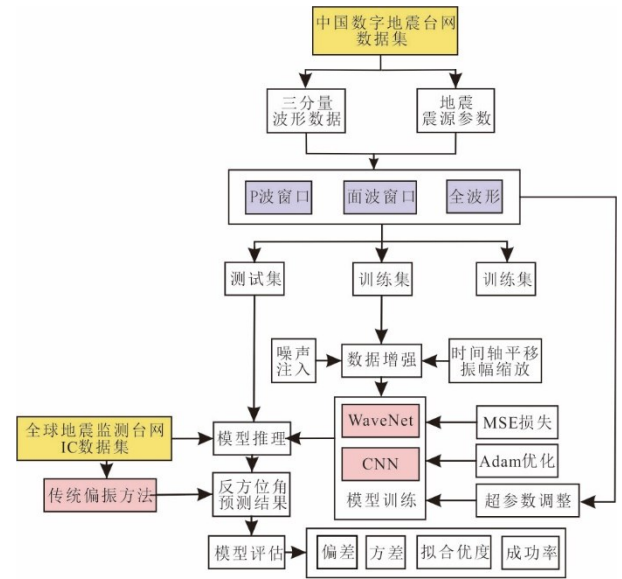 中国数字地震台网
数据集
三分量
波形数据
地震
震源参数
P波窗口
面波窗口
全波形
测试集
训练集
训练集
噪声
注入
数据增强
时间轴平移
振幅缩放
全球地震监测台网
IC数据集
模型推理
WaveNet
MSE损失
CNN
Adam优化
传统偏振方法
反方位角
预测结果
模型训练
超参数调整
模型评估
偏差
方差
拟合优度
成功率